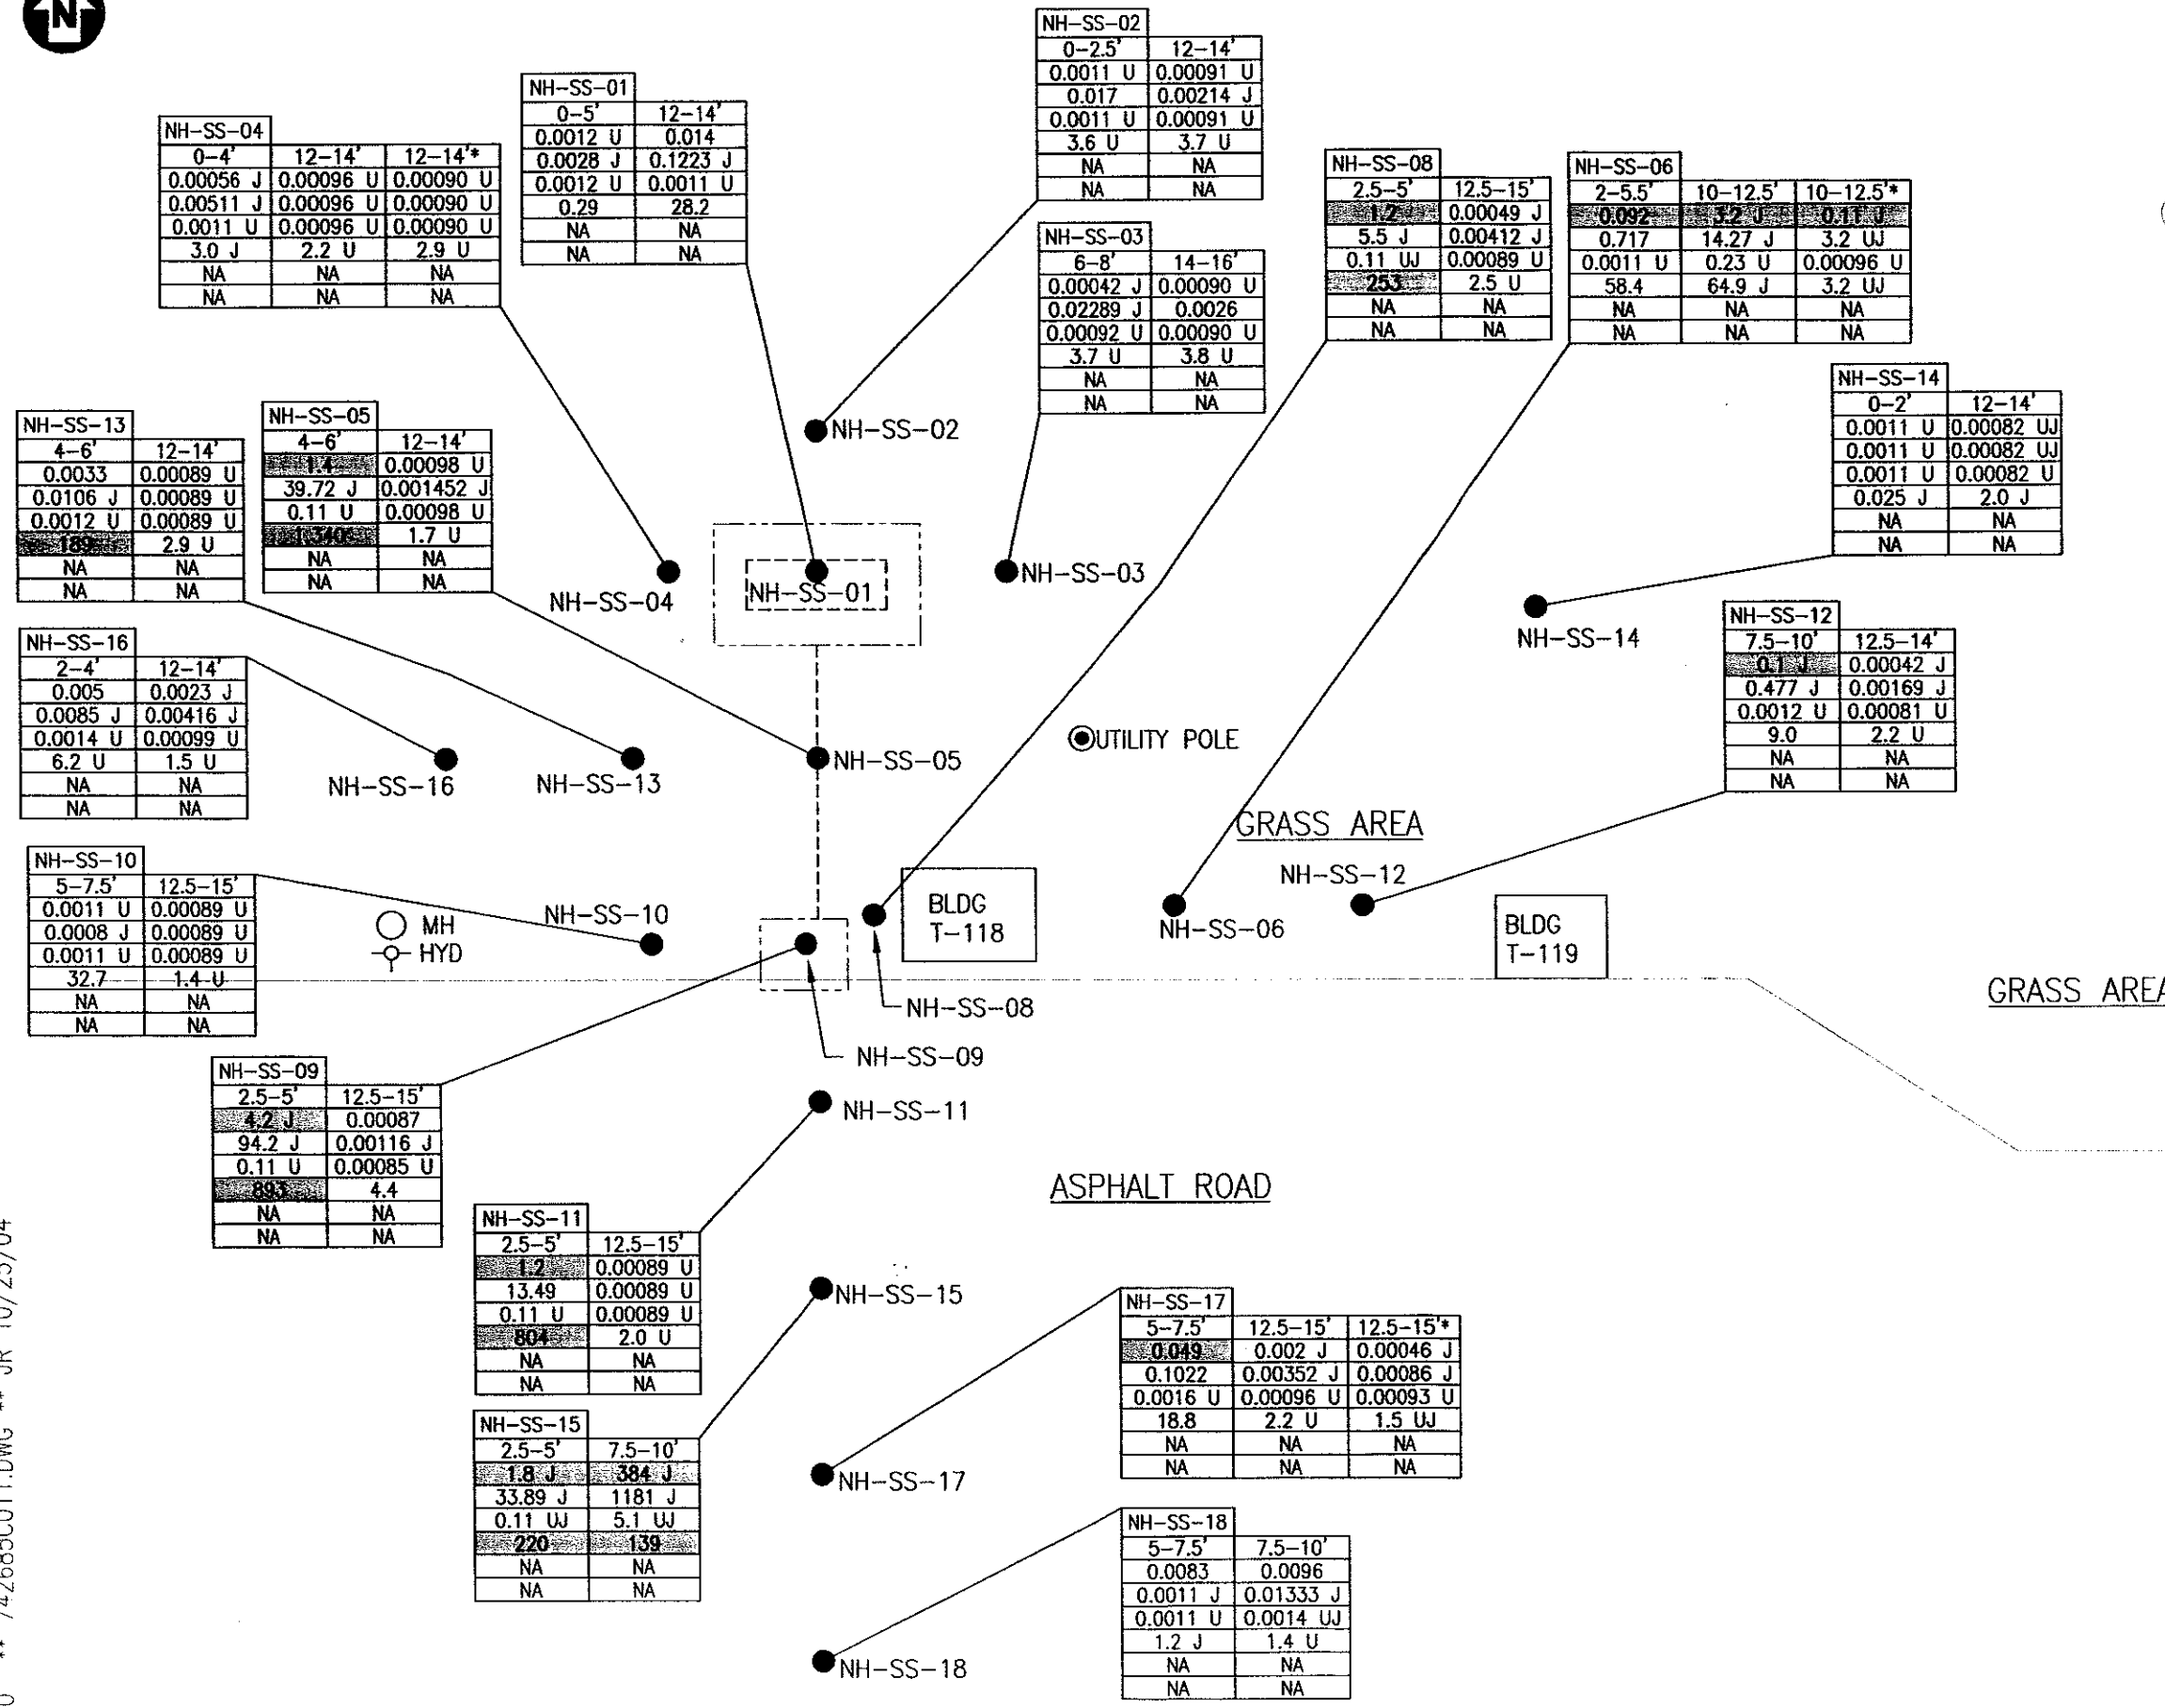 N
NH-SS-02
0-2.5' 12-14'
0.0011 U 0.00091 U
0.017 0.00214 J
0.0011 U 0.00091 U
3.6 U 3.7 U
NA NA
NA NA
NH-SS-01
0-5' 12-14'
0.0012 U 0.014
0.0028 J 0.1223 J
0.0012 U 0.0011 U
0.29 28.2
NA NA
NA NA
NH-SS-04
0-4' 12-14' 12-14'*
0.00056 J 0.00096 U 0.00090 U
0.00511 J 0.00096 U 0.00090 U
0.0011 U 0.00096 U 0.00090 U
3.0 J 2.2 U 2.9 U
NA NA NA
NA NA NA
NH-SS-08
2.5-5' 12.5-15'
1.2 0.00049 J
5.5 J 0.00412 J
0.11 UJ 0.00089 U
253 2.5 U
NA NA
NA NA
NH-SS-06
2-5.5' 10-12.5' 10-12.5'*
0.092 3.2 J 0.11 J
0.717 14.27 J 3.2 UJ
0.0011 U 0.23 U 0.00096 U
58.4 64.9 J 3.2 UJ
NA NA NA
NA NA NA
NH-SS-03
6-8' 14-16'
0.00042 J 0.00090 U
0.02289 J 0.0026
0.00092 U 0.00090 U
3.7 U 3.8 U
NA NA
NA NA
NH-SS-14
0-2' 12-14'
0.0011 U 0.00082 UJ
0.0011 U 0.00082 UJ
0.0011 U 0.00082 U
0.025 J 2.0 J
NA NA
NA NA
NH-SS-13
4-6' 12-14'
0.0033 0.00089 U
0.0106 J 0.00089 U
0.0012 U 0.00089 U
189 2.9 U
NA NA
NA NA
NH-SS-05
4-6' 12-14'
1.4 0.00098 U
39.72 J 0.001452 J
0.11 U 0.00098 U
1,340 1.7 U
NA NA
NA NA
NH-SS-02
NH-SS-04
NH-SS-01
NH-SS-03
NH-SS-14
NH-SS-16
2-4' 12-14'
0.005 0.0023 J
0.0085 J 0.00416 J
0.0014 U 0.00099 U
6.2 U 1.5 U
NA NA
NA NA
NH-SS-12
7.5-10' 12.5-14'
0.1 J 0.00042 J
0.477 J 0.00169 J
0.0012 U 0.00081 U
9.0 2.2 U
NA NA
NA NA
NH-SS-16
NH-SS-13
NH-SS-05
UTILITY POLE
GRASS AREA
NH-SS-10
5-7.5' 12.5-15'
0.0011 U 0.00089 U
0.0008 J 0.00089 U
0.0011 U 0.00089 U
32.7 1.4 U
NA NA
NA NA
MH
HYD
NH-SS-10
BLDG
T-118
NH-SS-12
NH-SS-06
BLDG
T-119
GRASS AREA
NH-SS-08
NH-SS-09
NH-SS-09
2.5-5' 12.5-15'
4.2 J 0.00087
94.2 J 0.00116 J
0.11 U 0.00085 U
893 4.4
NA NA
NA NA
NH-SS-11
ASPHALT ROAD
NH-SS-11
2.5-5' 12.5-15'
1.2 0.00089 U
13.49 0.00089 U
0.11 U 0.00089 U
804 2.0 U
NA NA
NA NA
NH-SS-15
NH-SS-17
5-7.5' 12.5-15' 12.5-15'*
0.049 0.002 J 0.00046 J
0.1022 0.00352 J 0.00086 J
0.0016 U 0.00096 U 0.00093 U
18.8 2.2 U 1.5 UJ
NA NA NA
NA NA NA
NH-SS-15
2.5-5' 7.5-10'
1.8 J 384 J
33.89 J 1181 J
0.11 UJ 5.1 UJ
220 139
NA NA
NA NA
NH-SS-17
NH-SS-18
5-7.5' 7.5-10'
0.0083 0.0096
0.0011 J 0.01333 J
0.0011 U 0.0014 UJ
1.2 J 1.4 U
NA NA
NA NA
NH-SS-18
** JR 10/25/04